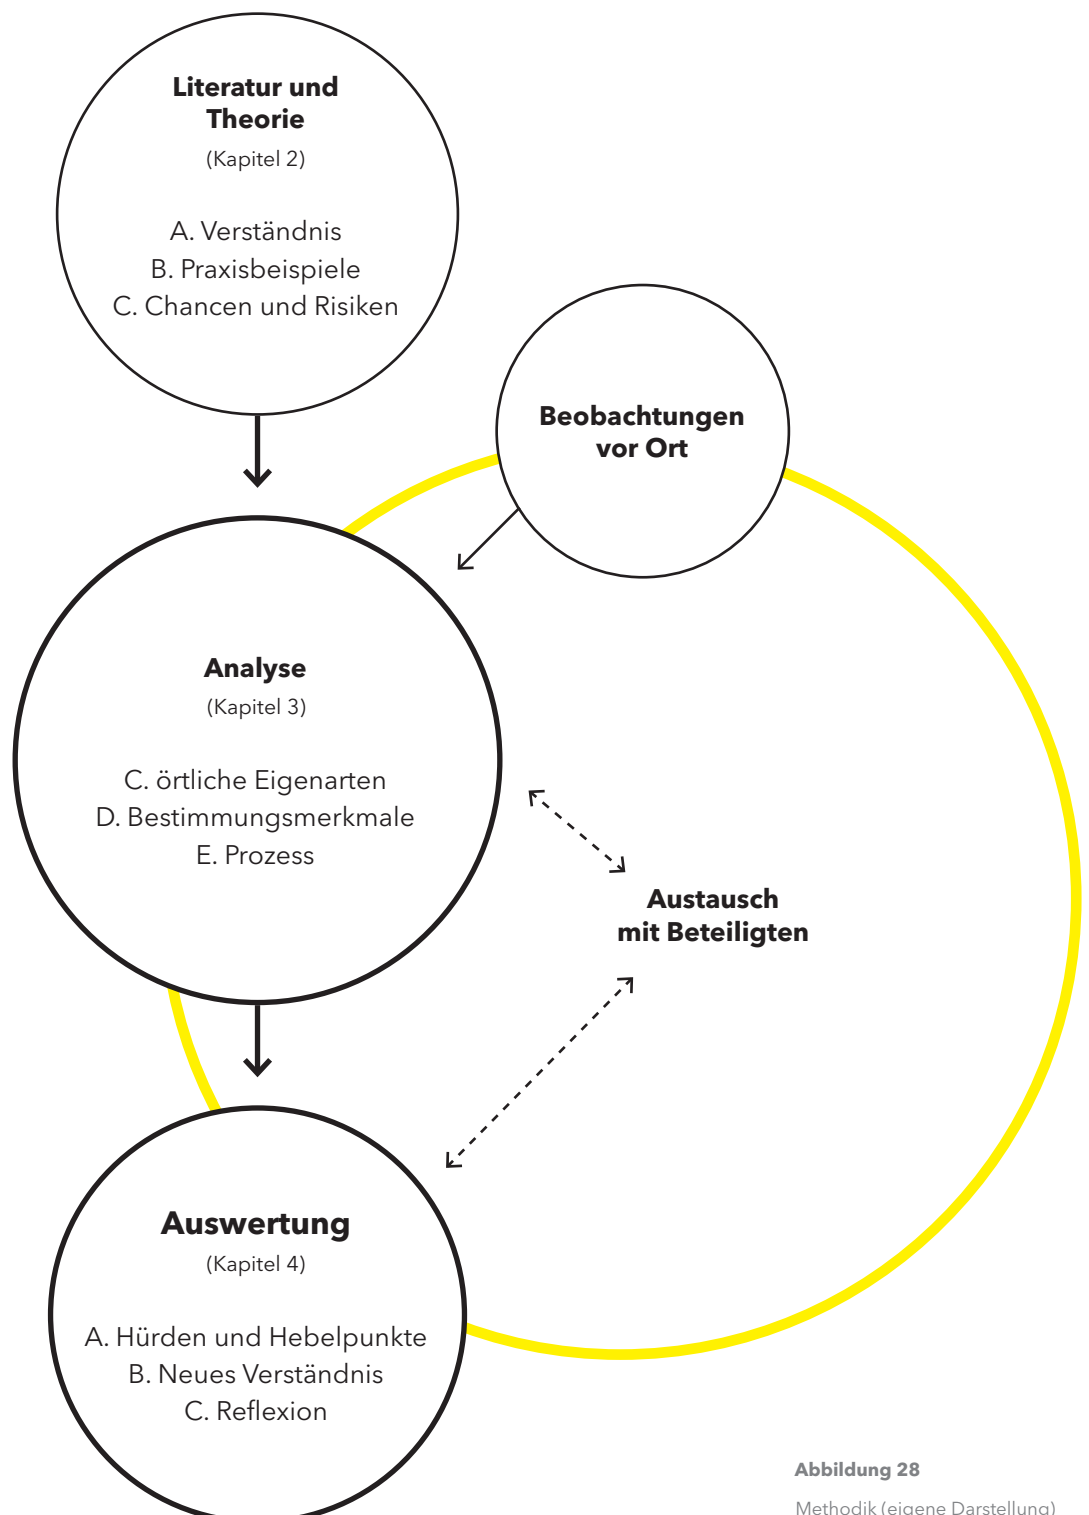 Literatur und
Theorie
(Kapitel 2)
A. Verständnis
B. Praxisbeispiele
C. Chancen und Risiken
Beobachtungen
vor Ort
Analyse
(Kapitel 3)
C. örtliche Eigenarten
D. Bestimmungsmerkmale
E. Prozess
Austausch
mit Beteiligten
Auswertung
(Kapitel 4)
A. Hürden und Hebelpunkte
B. Neues Verständnis
C. Reflexion
Abbildung 28
Methodik (eigene Darstellung)